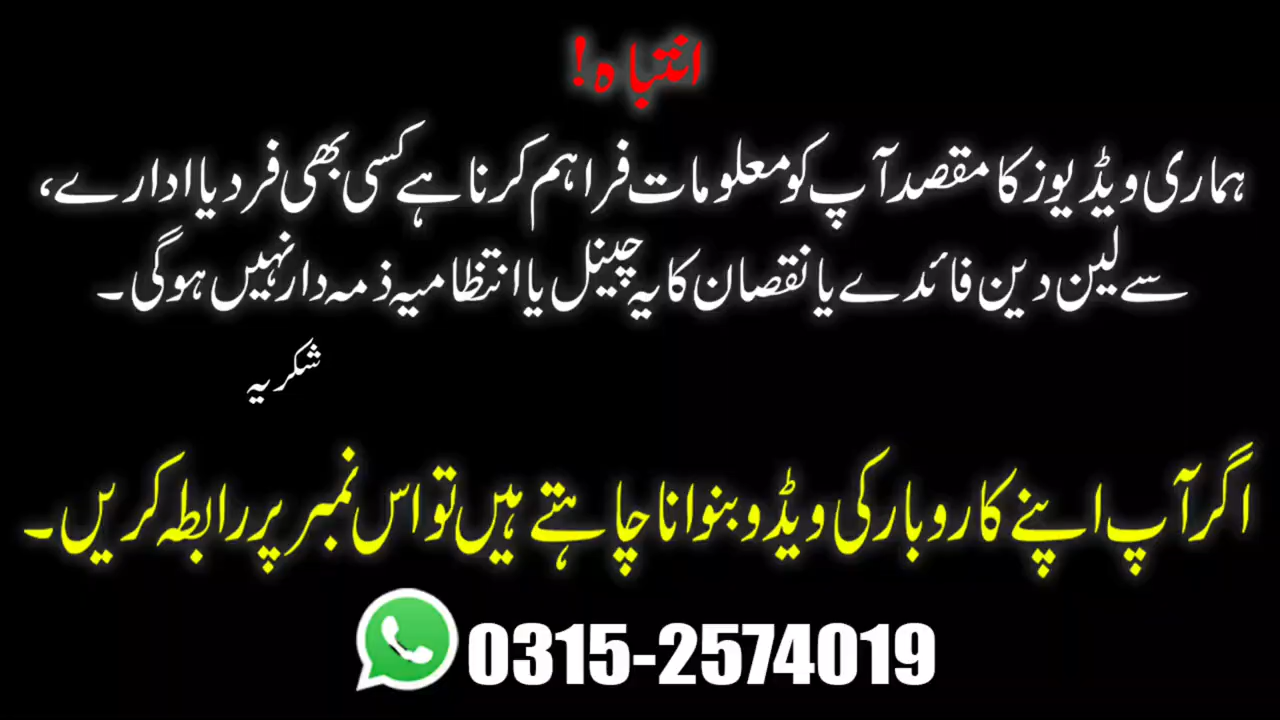 انتباہ!
ہماری ویڈیوز کا مقصد آپ کو معلومات فراہم کرنا ہے کسی بھی فرد یا ادارے،
سے لین دین فائدے یا نقصان کا یہ چینل یا انتظامیہ ذمہ دار نہیں ہوگی۔
شکریہ
اگر آپ اپنے کاروبار کی ویڈو بنوانا چاہتے ہیں تو اس نمبر پر رابطہ کریں۔
0315-2574019